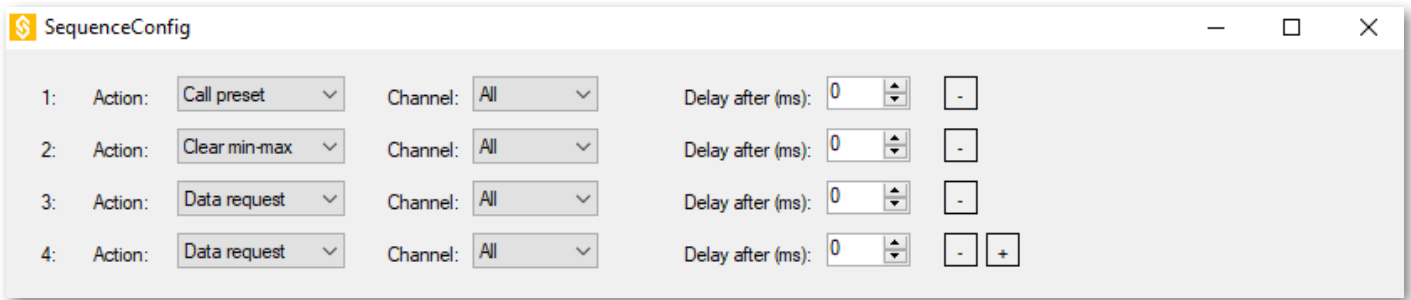 SequenceConfig
1: Action: Call preset Channel: All Delay after (ms): 0 -
2: Action: Clear min-max Channel: All Delay after (ms): 0 -
3: Action: Data request Channel: All Delay after (ms): 0 -
4: Action: Data request Channel: All Delay after (ms): 0 - +